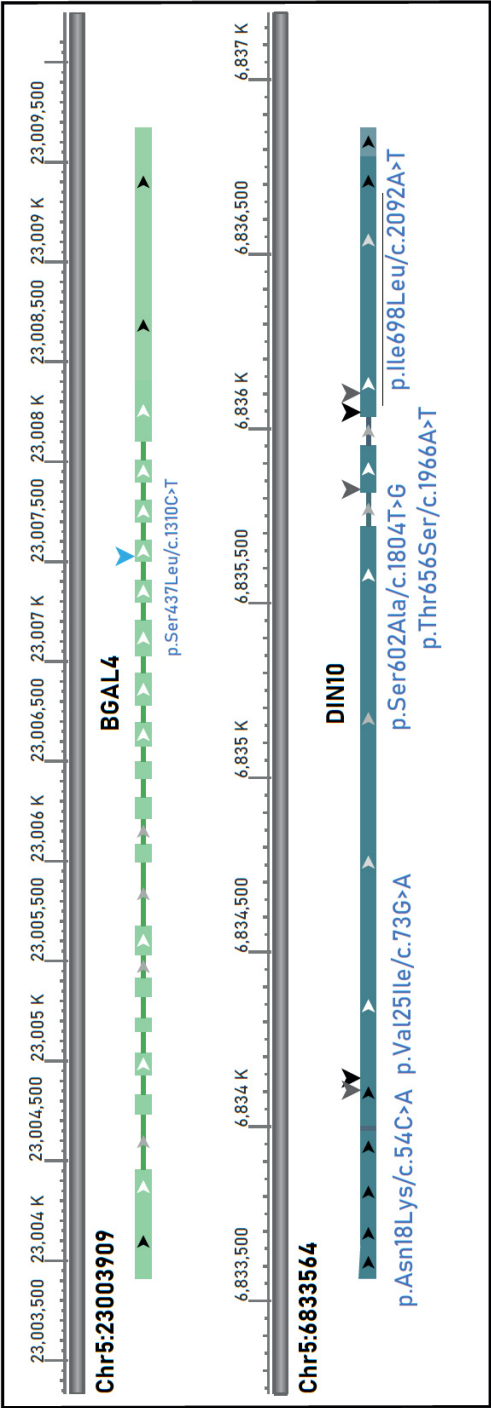 23,003,500 23,004 K 23,004,500 23,005 K 23,005,500 23,006 K 23,006,500 23,007 K 23,007,500 23,008 K 23,008,500 23,009 K 23,009,500
Chr5:23003909
BGAL4
p.Ser437Leu/c.1310C>T
6,833,500 6,834 K 6,834,500 6,835 K 6,835,500 6,836 K 6,836,500 6,837 K
Chr5:6833564
DIN10
p.Asn18Lys/c.54C>A p.Val25Ile/c.73G>A p.Ser602Ala/c.1804T>G p.Ile698Leu/c.2092A>T
p.Thr656Ser/c.1966A>T